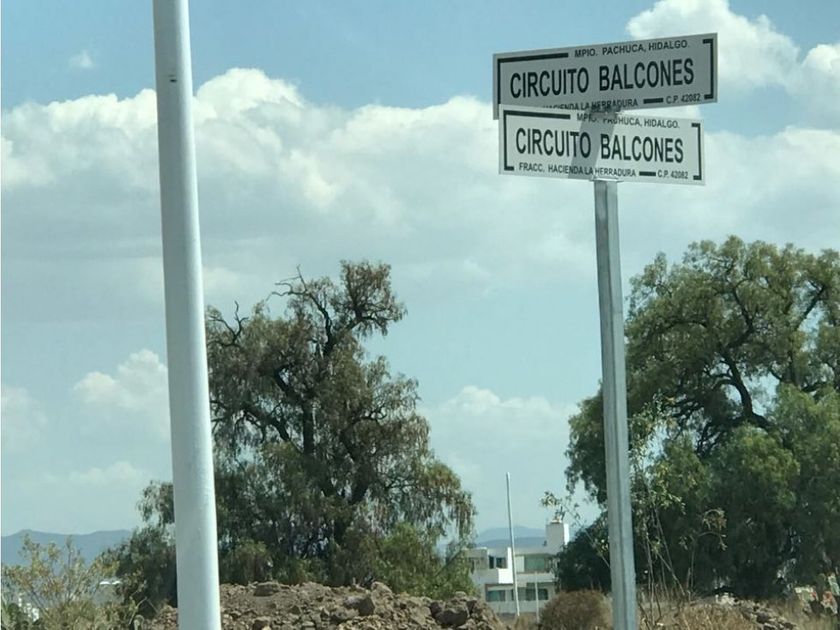 MPIO. PACHUCA, HIDALGO.
CIRCUITO BALCONES
HACIENDA LA HERRADURA C.P. 42082
MPIO. PACHUCA, HIDALGO.
CIRCUITO BALCONES
FRACC. HACIENDA LA HERRADURA C.P. 42082